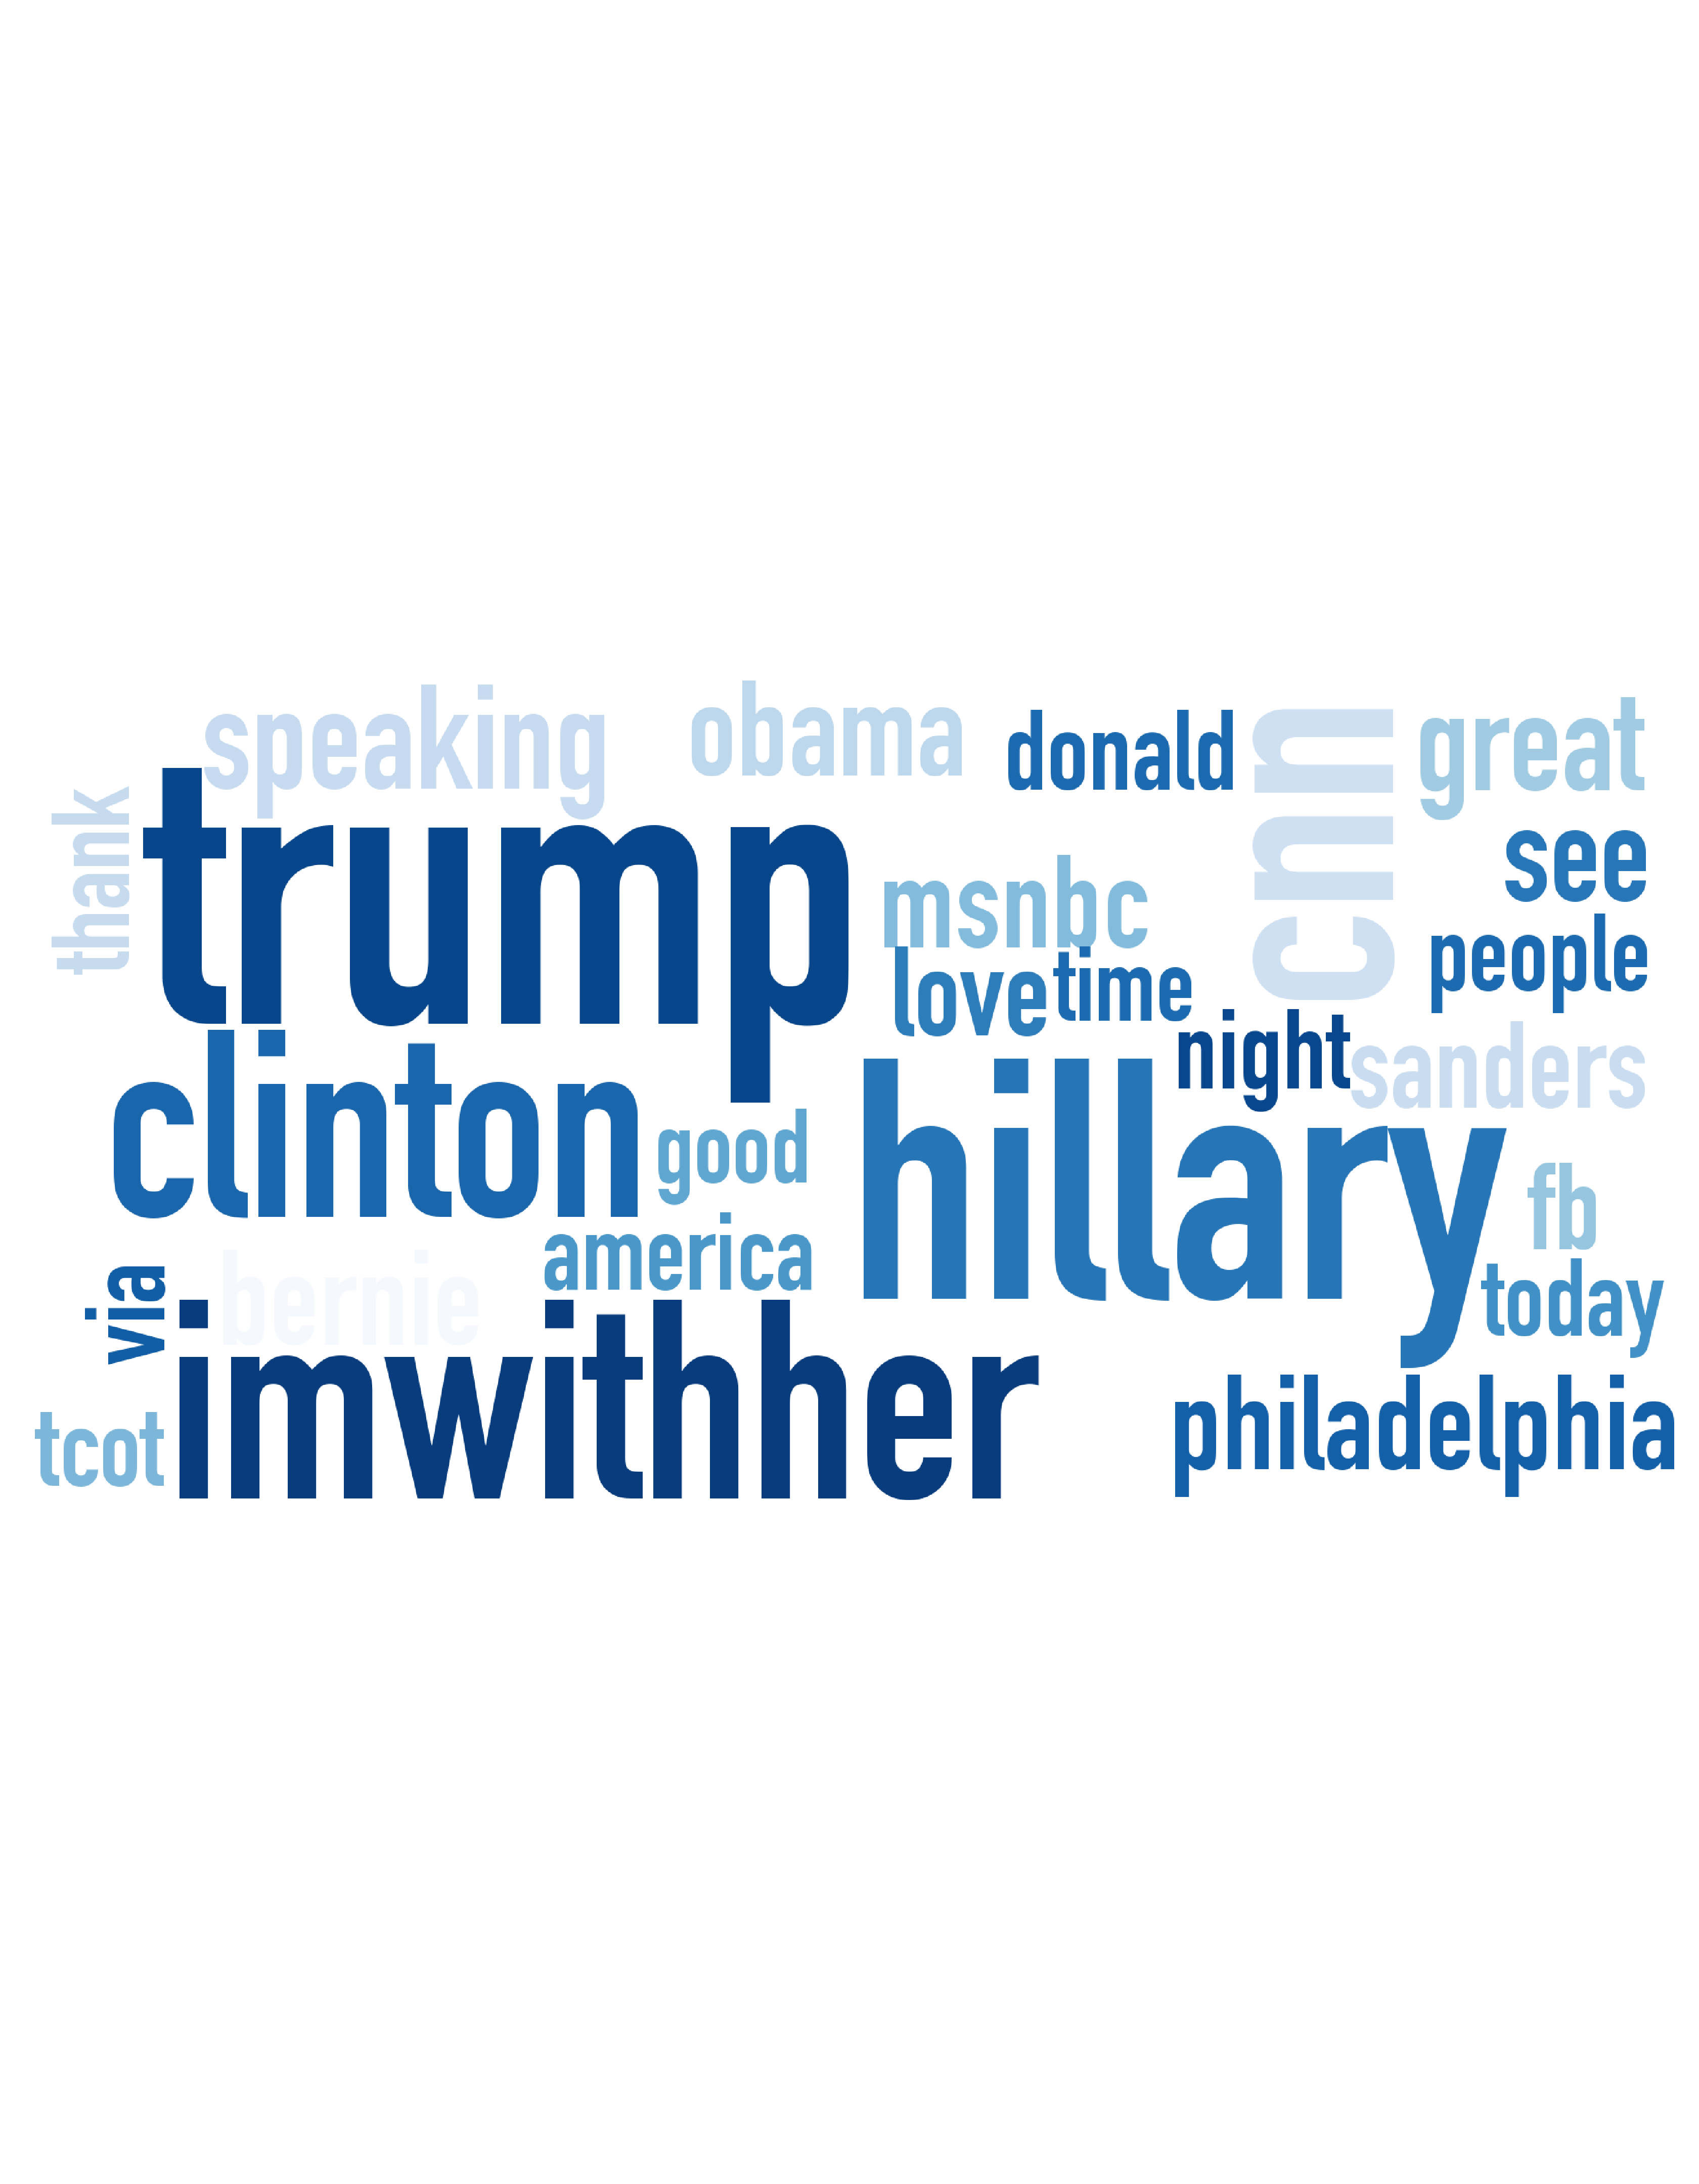 speaking
obama
donald
cnn
great
thank
trump
msnbc
see
people
love
time
night
sanders
clinton
good
hillary
fb
america
today
via
bernie
imwithher
tcot
philadelphia